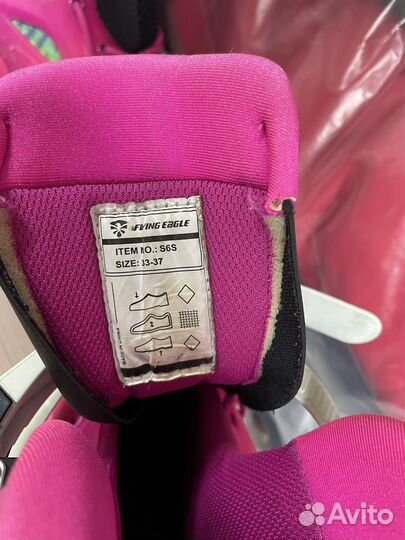 FLYING EAGLE
ITEM NO.: S6S
SIZE: 33-37
MADE IN CHINA
Avito